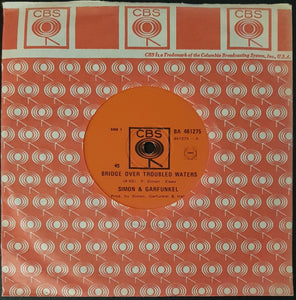 CBS CBS
CBS is a Trademark of the Columbia Broadcasting System, Inc., U.S.A.
SIDE 1 CBS BA 461275
45
BRIDGE OVER TROUBLED WATERS
SIMON & GARFUNKEL